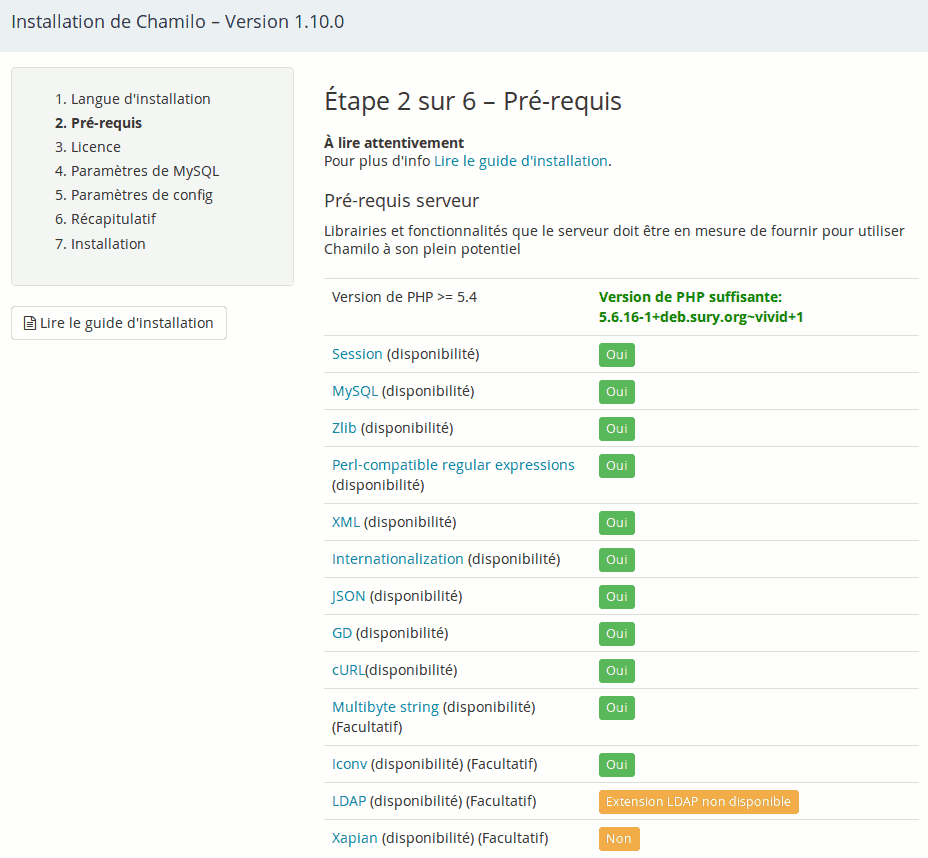 Installation de Chamilo – Version 1.10.0
1. Langue d'installation
2. Pré-requis
3. Licence
4. Paramètres de MySQL
5. Paramètres de config
6. Récapitulatif
7. Installation
Lire le guide d'installation
Étape 2 sur 6 – Pré-requis
À lire attentivement
Pour plus d'info Lire le guide d'installation.
Pré-requis serveur
Librairies et fonctionnalités que le serveur doit être en mesure de fournir pour utiliser
Chamilo à son plein potentiel
Version de PHP >= 5.4
Version de PHP suffisante:
5.6.16-1+deb.sury.org~vivid+1
Session (disponibilité) Oui
MySQL (disponibilité) Oui
Zlib (disponibilité) Oui
Perl-compatible regular expressions Oui
(disponibilité)
XML (disponibilité) Oui
Internationalization (disponibilité) Oui
JSON (disponibilité) Oui
GD (disponibilité) Oui
cURL(disponibilité) Oui
Multibyte string (disponibilité) Oui
(Facultatif)
Iconv (disponibilité) (Facultatif) Oui
LDAP (disponibilité) (Facultatif) Extension LDAP non disponible
Xapian (disponibilité) (Facultatif) Non